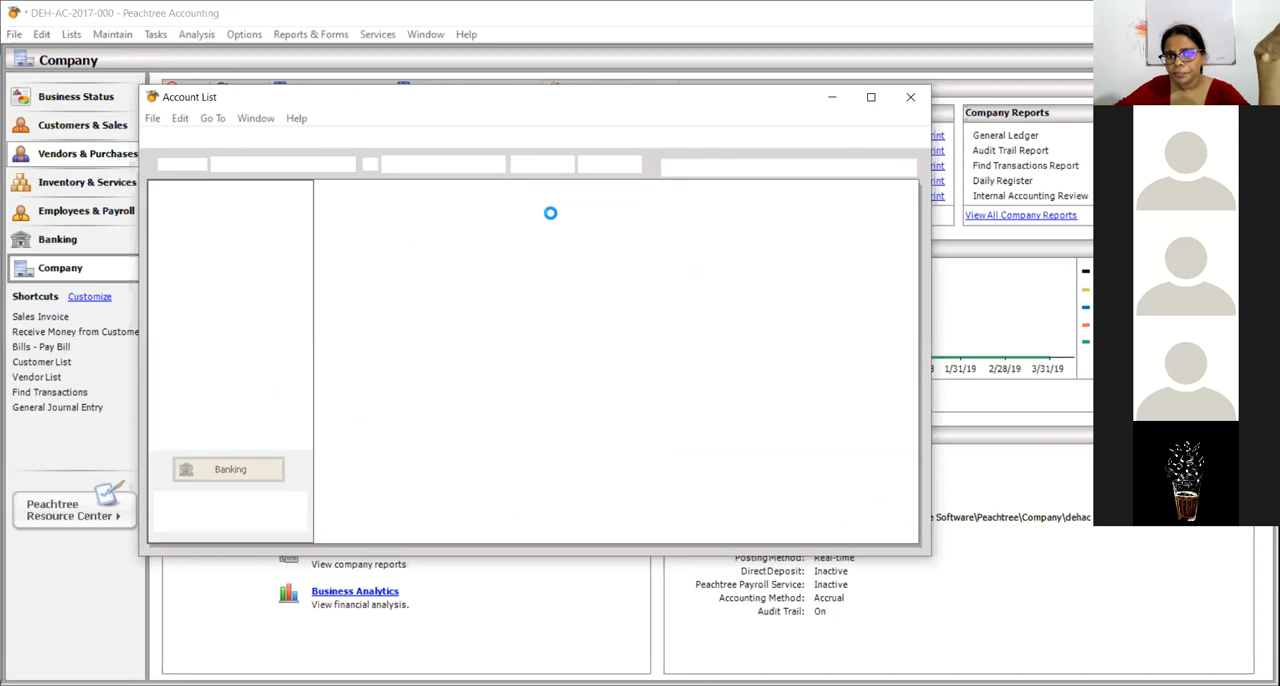 * DEH-AC-2017-000 - Peachtree Accounting
File Edit Lists Maintain Tasks Analysis Options Reports & Forms Services Window Help
Company
Business Status
Customers & Sales
Vendors & Purchases
Inventory & Services
Employees & Payroll
Banking
Company
Shortcuts Customize
Sales Invoice
Receive Money from Custome
Bills - Pay Bill
Customer List
Vendor List
Find Transactions
General Journal Entry
Peachtree
Resource Center
Account List
File Edit Go To Window Help
Banking
View company reports
Business Analytics
View financial analysis.
Company Reports
General Ledger
Audit Trail Report
Find Transactions Report
Daily Register
Internal Accounting Review
View All Company Reports
1/31/19 2/28/19 3/31/19
e Software\Peachtree\Company\dehac
Posting Method: Real-time
Direct Deposit: Inactive
Peachtree Payroll Service: Inactive
Accounting Method: Accrual
Audit Trail: On